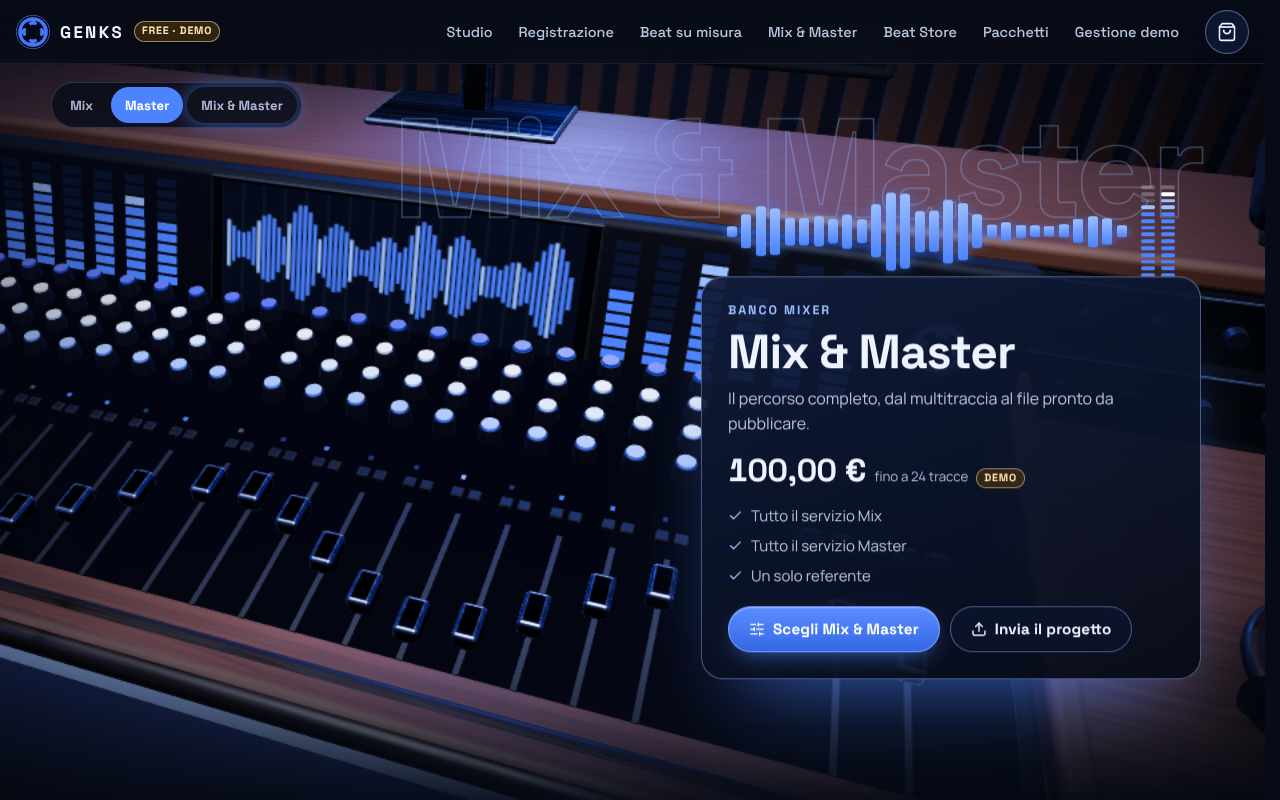 GENKS FREE · DEMO Studio Registrazione Beat su misura Mix & Master Beat Store Pacchetti Gestione demo
Mix Master Mix & Master
Mix & Master
BANCO MIXER
Mix & Master
Il percorso completo, dal multitraccia al file pronto da
pubblicare.
100,00 € fino a 24 tracce DEMO
Tutto il servizio Mix
Tutto il servizio Master
Un solo referente
Scegli Mix & Master Invia il progetto